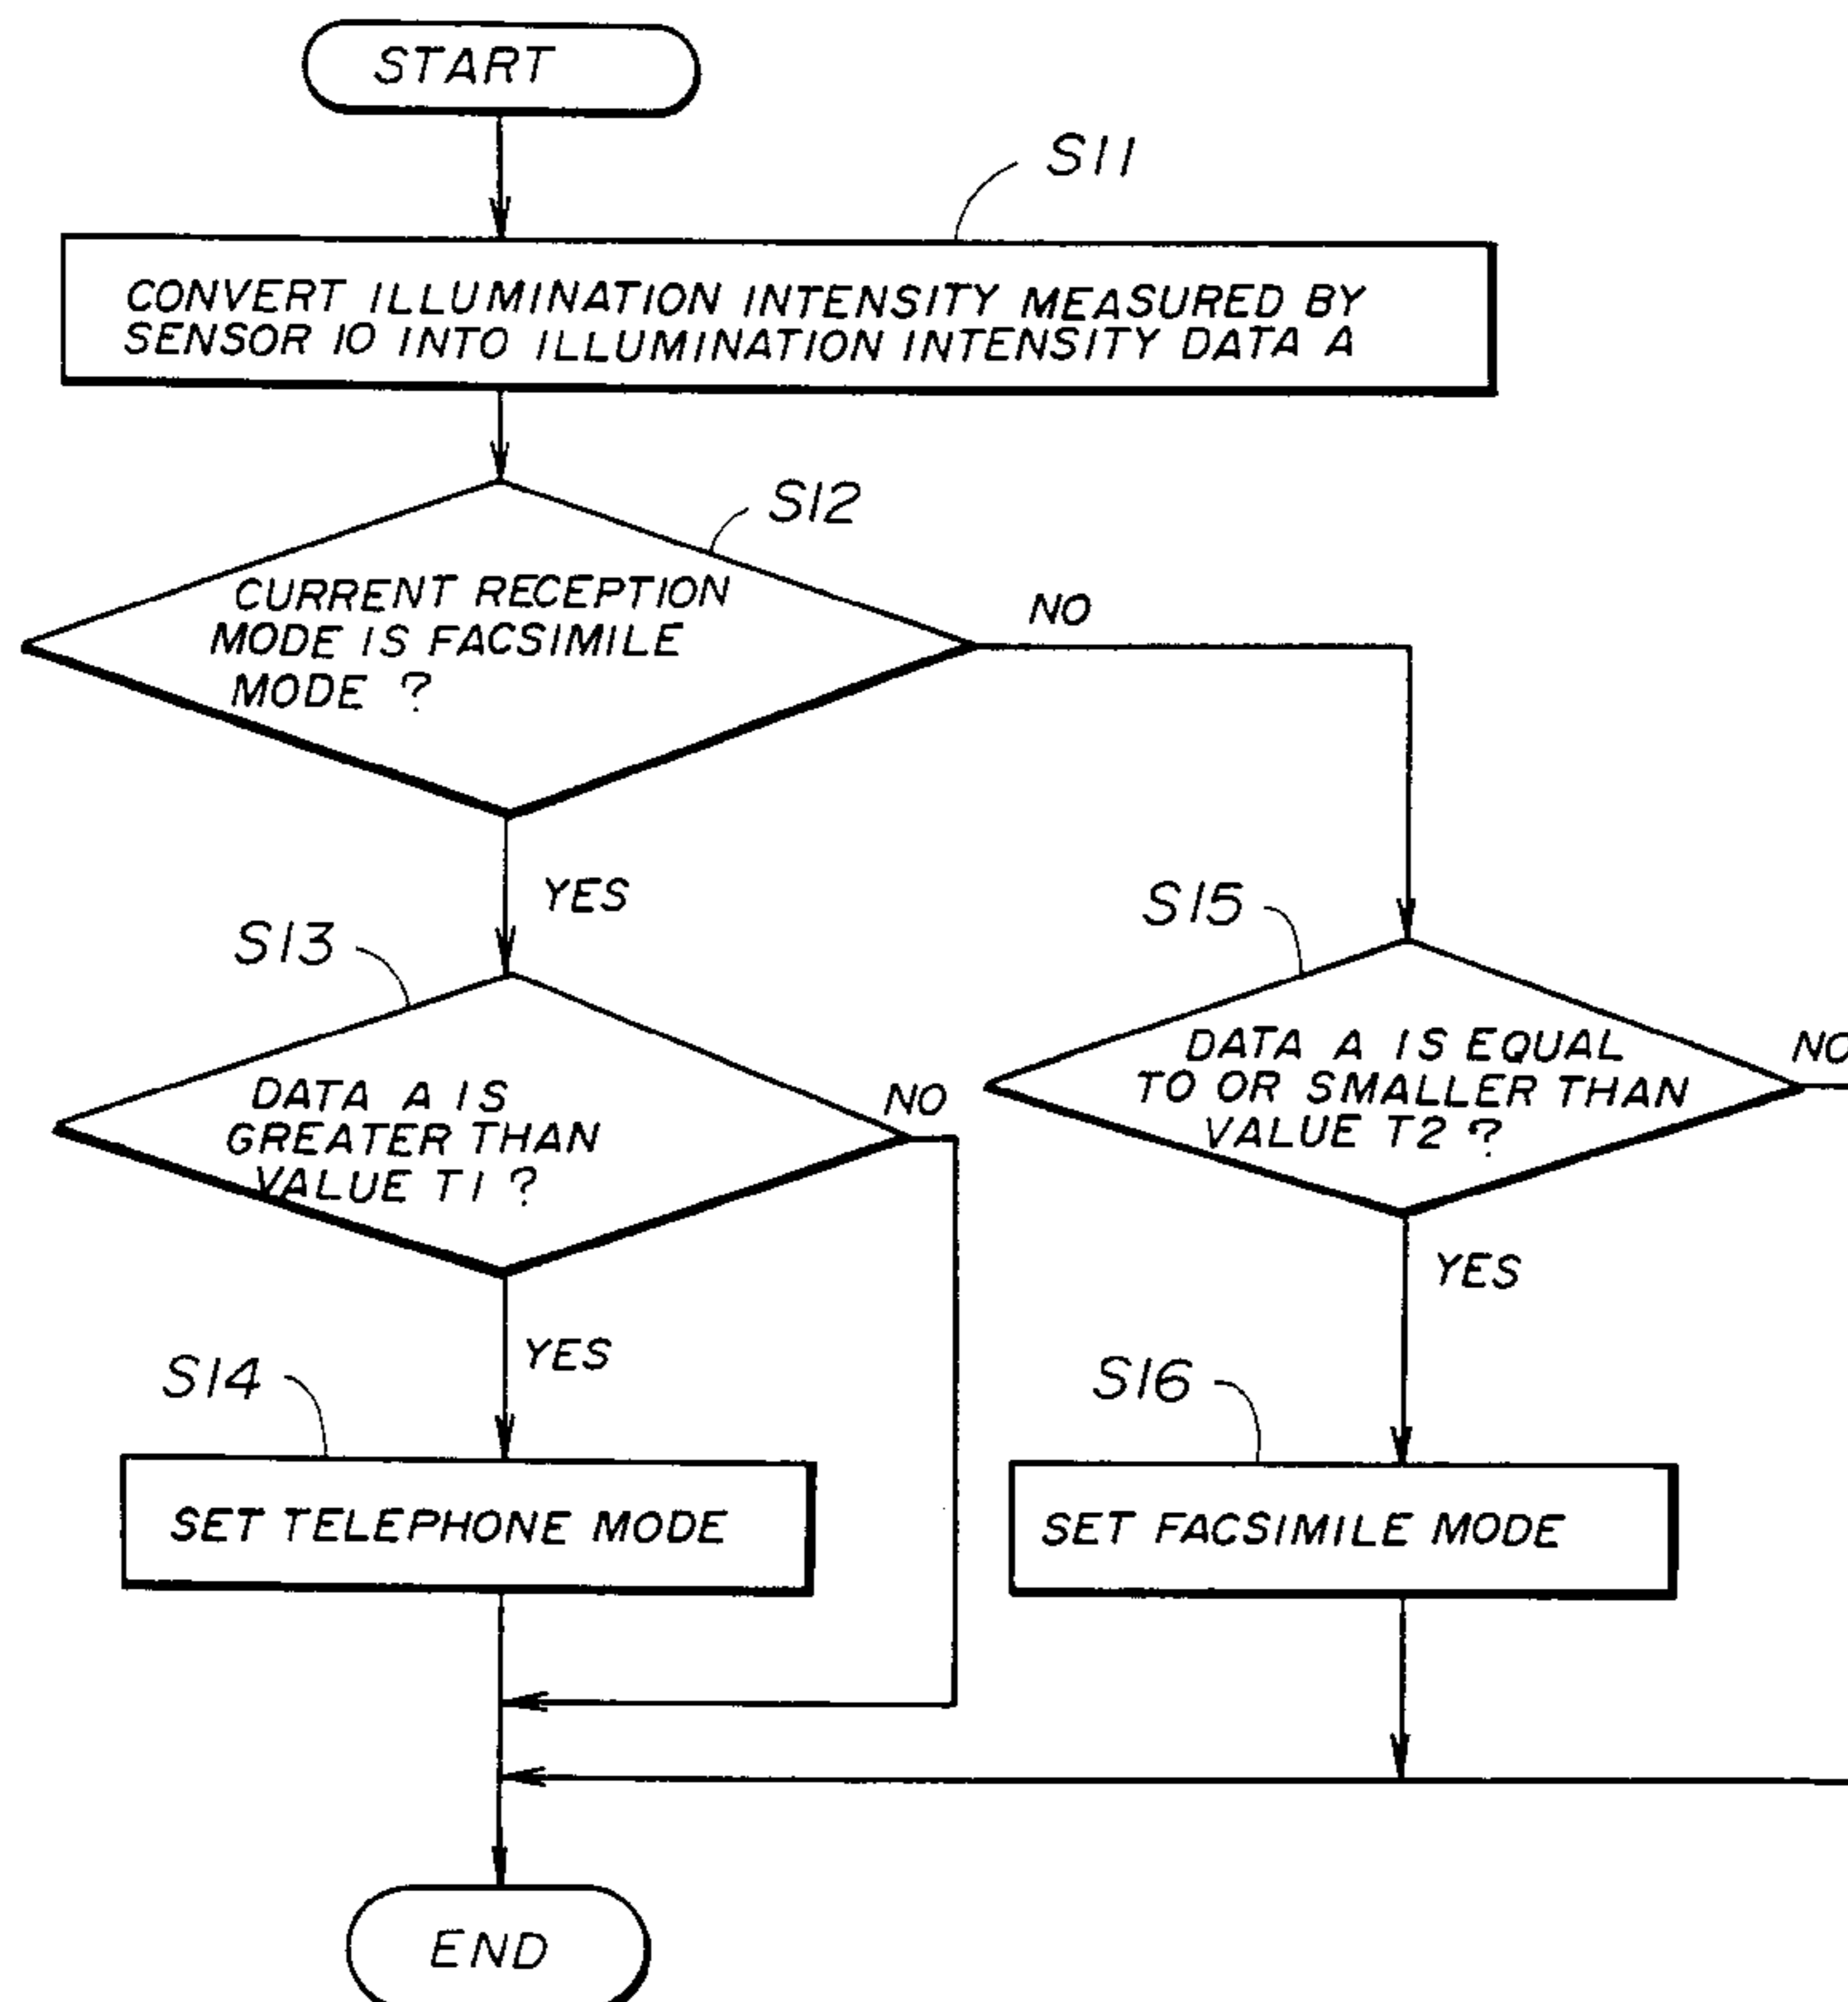 START
S11
CONVERT ILLUMINATION INTENSITY MEASURED BY
SENSOR 10 INTO ILLUMINATION INTENSITY DATA A
S12
CURRENT RECEPTION
MODE IS FACSIMILE
MODE ?
NO
YES
S13
DATA A IS
GREATER THAN
VALUE T1 ?
NO
YES
S14
SET TELEPHONE MODE
S15
DATA A IS EQUAL
TO OR SMALLER THAN
VALUE T2 ?
NO
YES
S16
SET FACSIMILE MODE
END